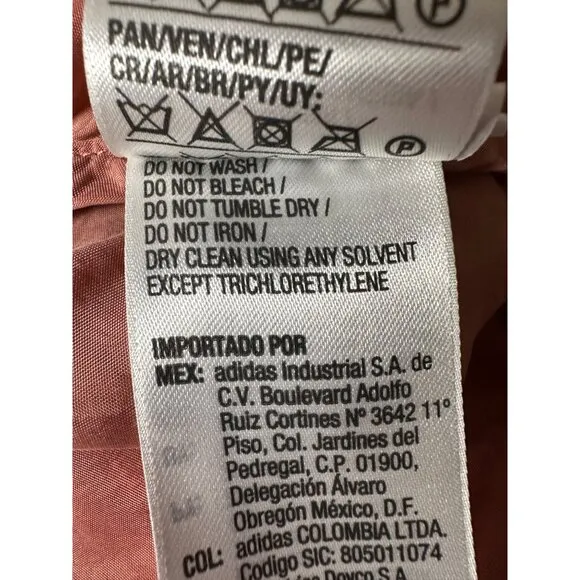 PAN/VEN/CHL/PE/
CR/AR/BR/PY/UY:
P
DO NOT WASH /
DO NOT BLEACH /
DO NOT TUMBLE DRY /
DO NOT IRON /
DRY CLEAN USING ANY SOLVENT
EXCEPT TRICHLORETHYLENE
IMPORTADO POR
MEX: adidas Industrial S.A. de
C.V. Boulevard Adolfo
Ruiz Cortines Nº 3642 11º
Piso, Col. Jardines del
Pedregal, C.P. 01900,
Delegación Álvaro
Obregón México, D.F.
COL: adidas COLOMBIA LTDA.
Codigo SIC: 805011074
S.A